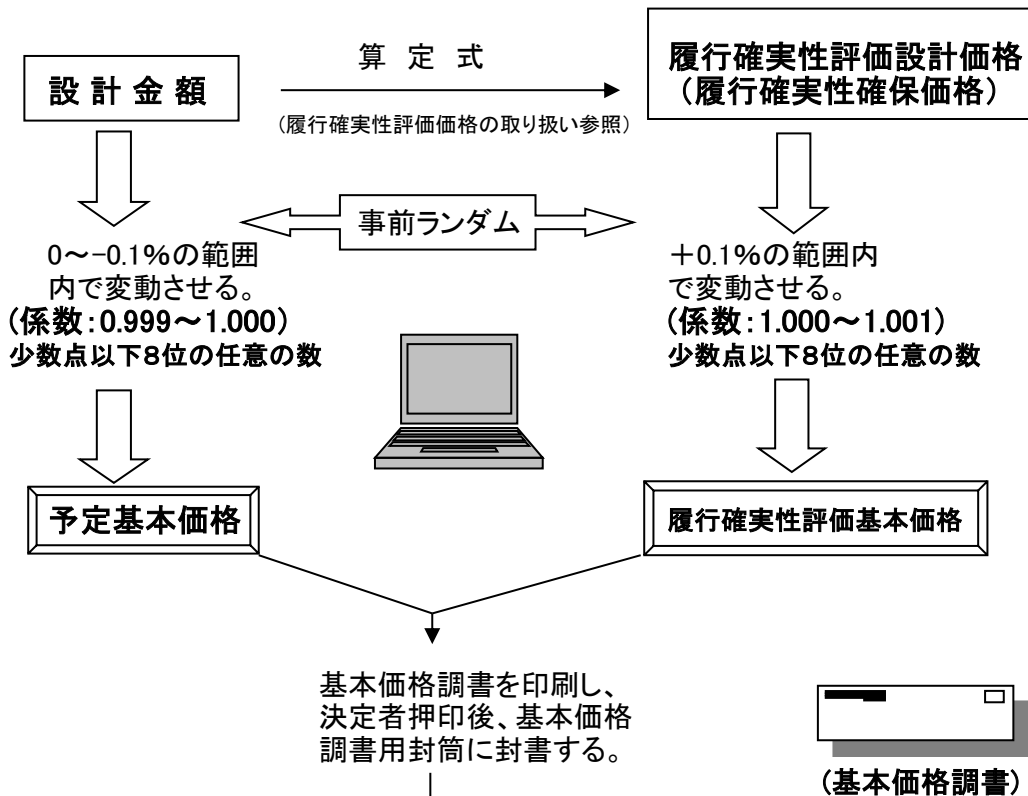 設計金額
算定式
(履行確実性評価価格の取り扱い参照)
履行確実性評価設計価格
(履行確実性確保価格)
事前ランダム
0～-0.1%の範囲
内で変動させる。
(係数:0.999～1.000)
少数点以下8位の任意の数
＋0.1%の範囲内
で変動させる。
(係数:1.000～1.001)
少数点以下8位の任意の数
予定基本価格
履行確実性評価基本価格
基本価格調書を印刷し、
決定者押印後、基本価格
調書用封筒に封書する。
(基本価格調書)